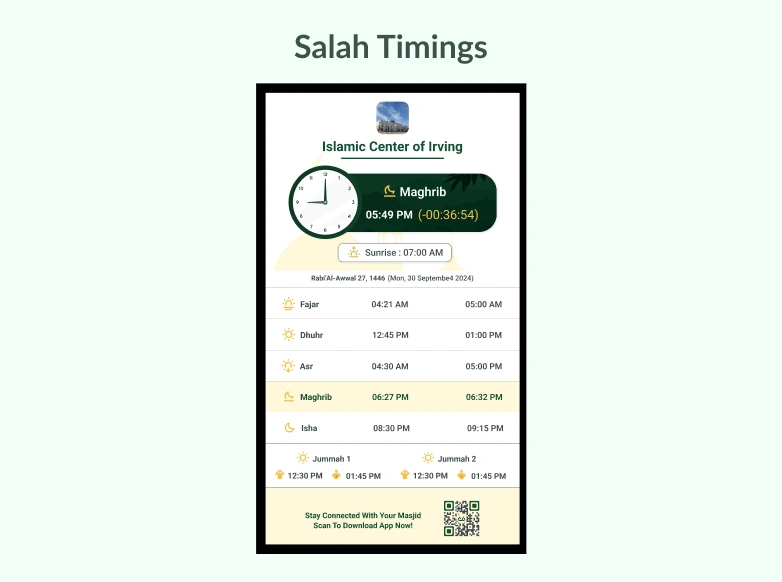 Salah Timings
Islamic Center of Irving
12
1
2
3
4
5
6
7
8
9
10
11
Maghrib
05:49 PM (-00:36:54)
Sunrise : 07:00 AM
Rabi'Al-Awwal 27, 1446 (Mon, 30 Septembe4 2024)
Fajar 04:21 AM 05:00 AM
Dhuhr 12:45 PM 01:00 PM
Asr 04:30 AM 05:00 PM
Maghrib 06:27 PM 06:32 PM
Isha 08:30 PM 09:15 PM
Jummah 1 Jummah 2
12:30 PM 01:45 PM 12:30 PM 01:45 PM
Stay Connected With Your Masjid
Scan To Download App Now!